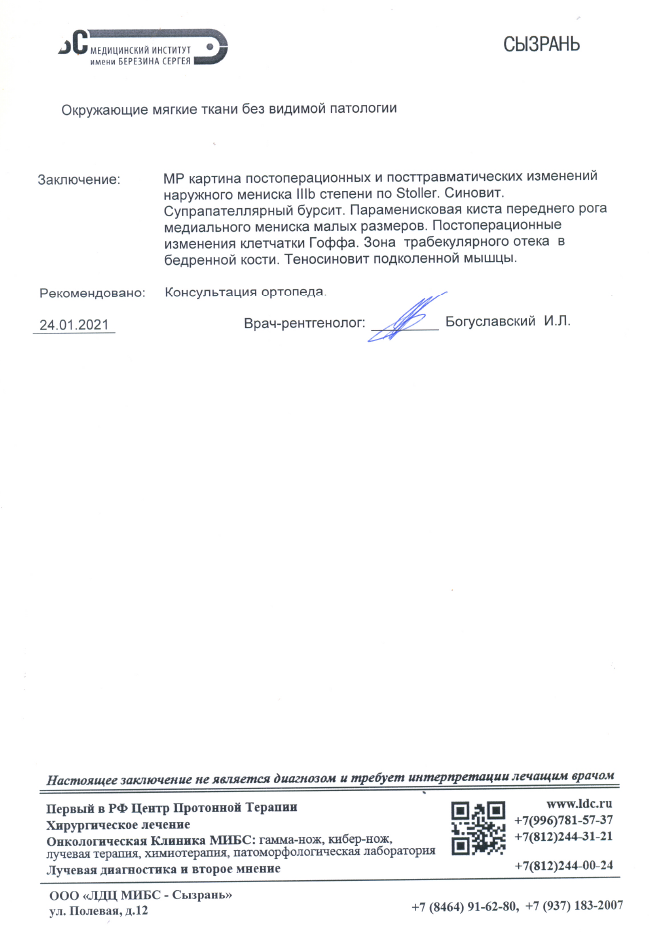 МЕДИЦИНСКИЙ ИНСТИТУТ
имени БЕРЕЗИНА СЕРГЕЯ
СЫЗРАНЬ
Окружающие мягкие ткани без видимой патологии
Заключение: МР картина постоперационных и посттравматических изменений
наружного мениска IIIb степени по Stoller. Синовит.
Супрапателлярный бурсит. Параменисковая киста переднего рога
медиального мениска малых размеров. Постоперационные
изменения клетчатки Гоффа. Зона трабекулярного отека в
бедренной кости. Теносиновит подколенной мышцы.
Рекомендовано: Консультация ортопеда.
24.01.2021 Врач-рентгенолог: Богуславский И.Л.
Настоящее заключение не является диагнозом и требует интерпретации лечащим врачом
Первый в РФ Центр Протонной Терапии
Хирургическое лечение
Онкологическая Клиника МИБС: гамма-нож, кибер-нож,
лучевая терапия, химиотерапия, патоморфологическая лаборатория
Лучевая диагностика и второе мнение
www.ldc.ru
+7(996)781-57-37
+7(812)244-31-21
+7(812)244-00-24
ООО «ЛДЦ МИБС - Сызрань»
ул. Полевая, д.12
+7 (8464) 91-62-80, +7 (937) 183-2007